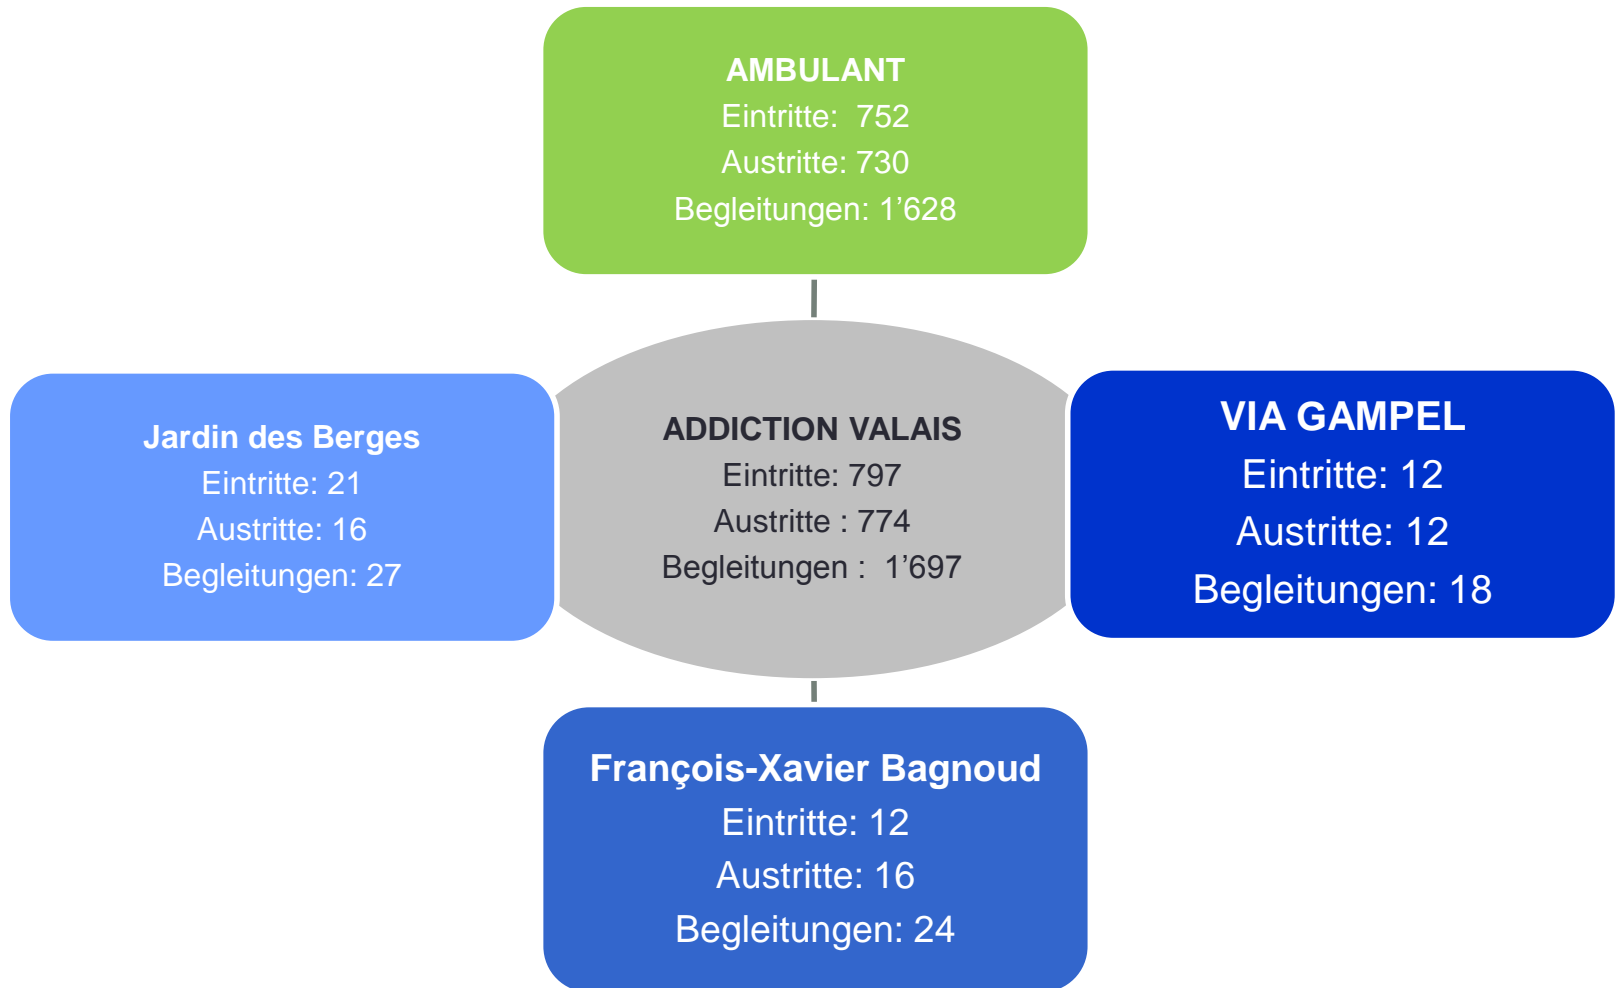 AMBULANT
Eintritte:  752
Austritte: 730
Begleitungen: 1’628
Jardin des Berges
Eintritte: 21
Austritte: 16
Begleitungen: 27
ADDICTION VALAIS
Eintritte: 797
Austritte : 774
Begleitungen :  1’697
VIA GAMPEL
Eintritte: 12
Austritte: 12
Begleitungen: 18
François-Xavier Bagnoud
Eintritte: 12
Austritte: 16
Begleitungen: 24